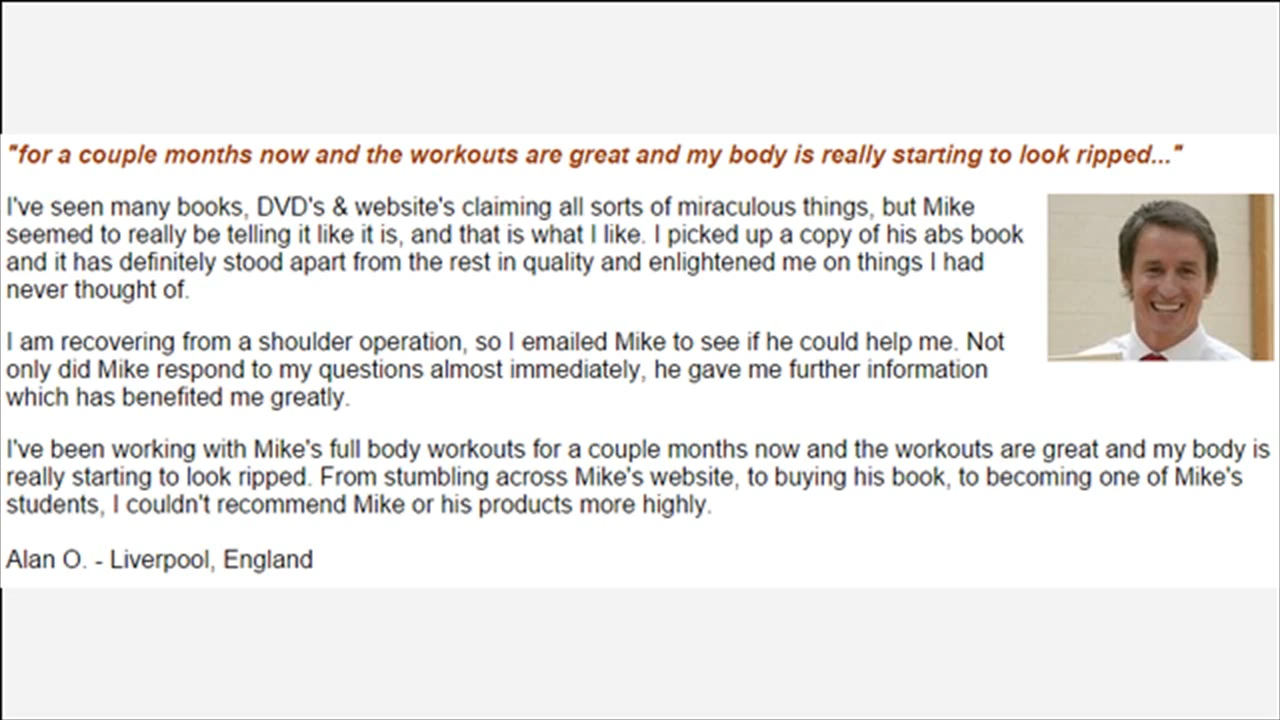 "for a couple months now and the workouts are great and my body is really starting to look ripped..."
I've seen many books, DVD's & website's claiming all sorts of miraculous things, but Mike
seemed to really be telling it like it is, and that is what I like. I picked up a copy of his abs book
and it has definitely stood apart from the rest in quality and enlightened me on things I had
never thought of.
I am recovering from a shoulder operation, so I emailed Mike to see if he could help me. Not
only did Mike respond to my questions almost immediately, he gave me further information
which has benefited me greatly.
I've been working with Mike's full body workouts for a couple months now and the workouts are great and my body is
really starting to look ripped. From stumbling across Mike's website, to buying his book, to becoming one of Mike's
students, I couldn't recommend Mike or his products more highly.
Alan O. - Liverpool, England